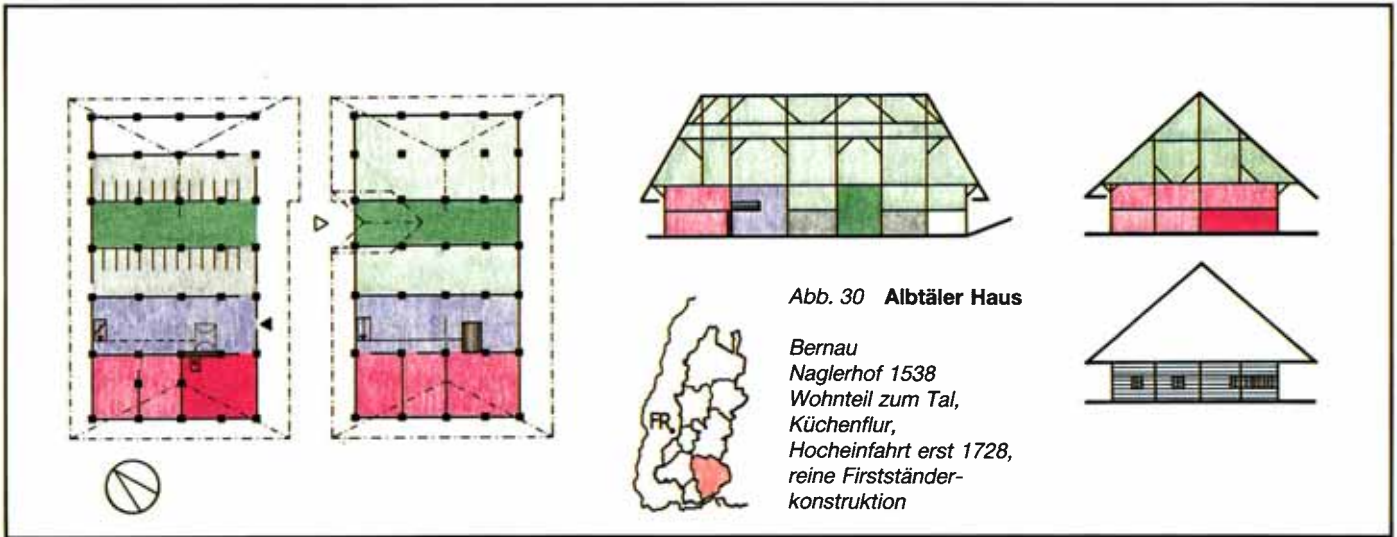 Abb. 30 Albtäler Haus
Bernau
Naglerhof 1538
Wohnteil zum Tal,
Küchenflur,
Hocheinfahrt erst 1728,
reine Firstständer-
konstruktion
FR.